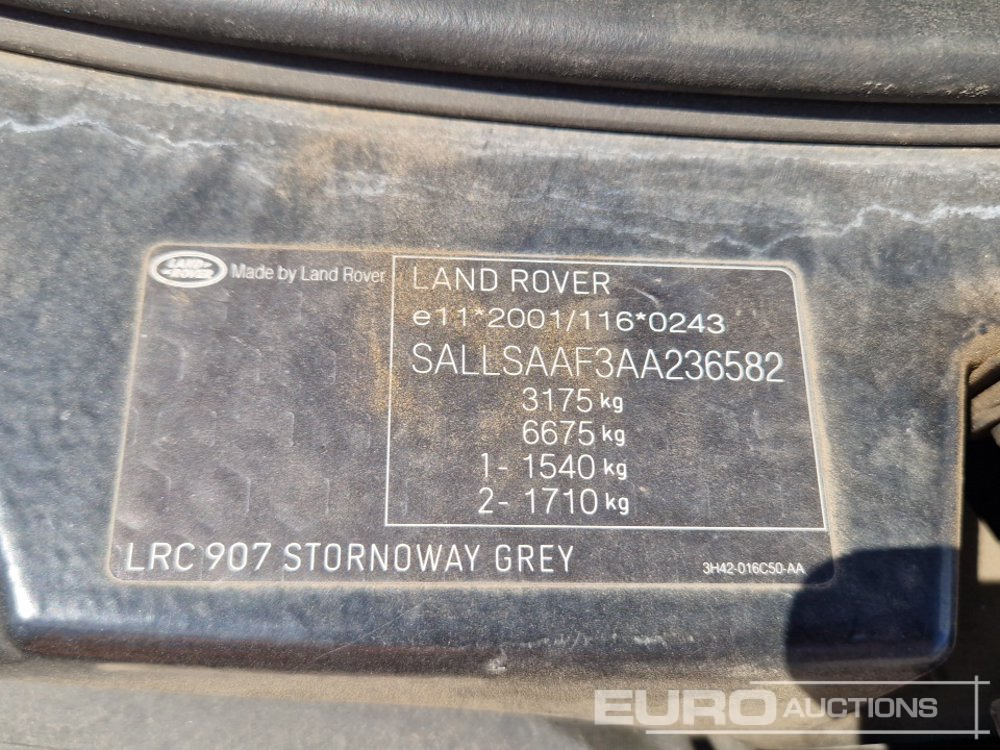 LAND ROVER
Made by Land Rover
LAND ROVER
e11*2001/116*0243
SALLSAAF3AA236582
3175 kg
6675 kg
1- 1540 kg
2- 1710 kg
LRC 907 STORNOWAY GREY
3H42-016C50-AA
EURO AUCTIONS